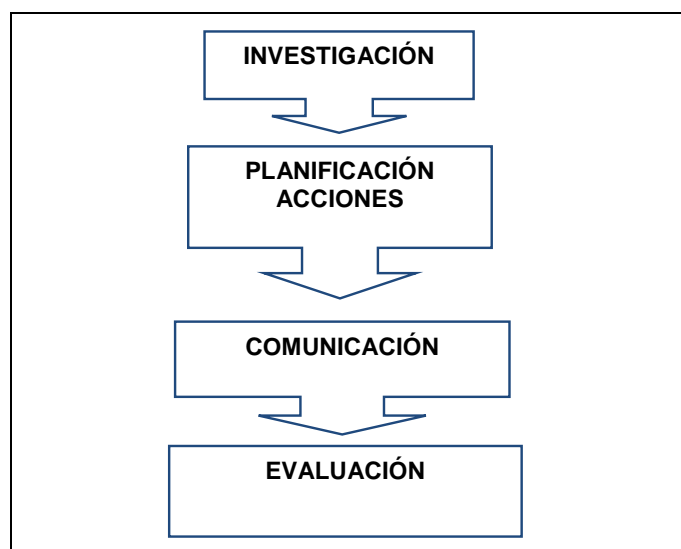 INVESTIGACIÓN
PLANIFICACIÓN
ACCIONES
COMUNICACIÓN
EVALUACIÓN